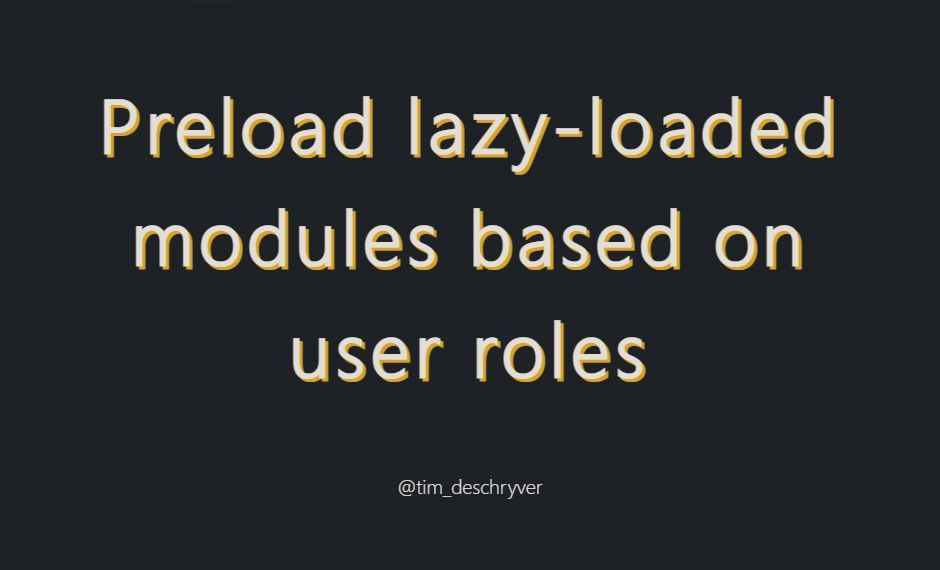 Preload lazy-loaded
modules based on
user roles
@tim_deschryver